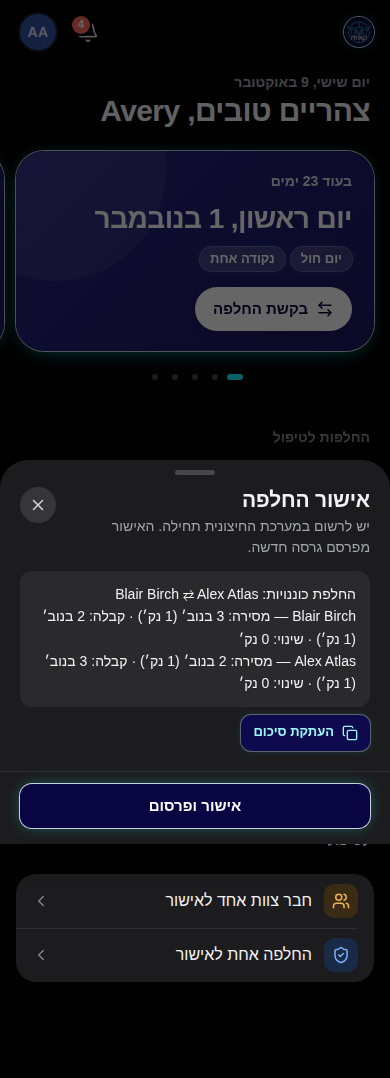 AA
4
יום שישי, 9 באוקטובר
צהריים טובים, Avery
בעוד 23 ימים
יום ראשון, 1 בנובמבר
יום חול
נקודה אחת
בקשת החלפה
החלפות לטיפול
אישור החלפה
יש לרשום במערכת החיצונית תחילה. האישור
מפרסם גרסה חדשה.
החלפת כוננויות: Blair Birch ⇄ Alex Atlas
Blair Birch — מסירה: 3 בנוב׳ (1 נק׳) · קבלה: 2 בנוב׳
(1 נק׳) · שינוי: 0 נק׳
Alex Atlas — מסירה: 2 בנוב׳ (1 נק׳) · קבלה: 3 בנוב׳
(1 נק׳) · שינוי: 0 נק׳
העתקת סיכום
אישור ופרסום
חבר צוות אחד לאישור
החלפה אחת לאישור